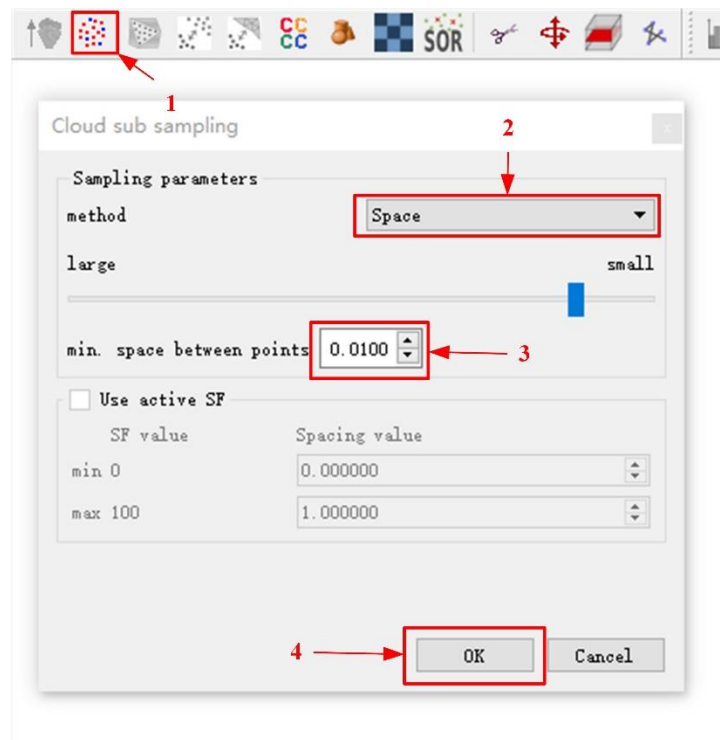 CC
CC
SOR
1
Cloud sub sampling
x
2
Sampling parameters
method
Space
large
small
min. space between points
0.0100
3
Use active SF
SF value
Spacing value
min 0
0.000000
max 100
1.000000
4
OK
Cancel